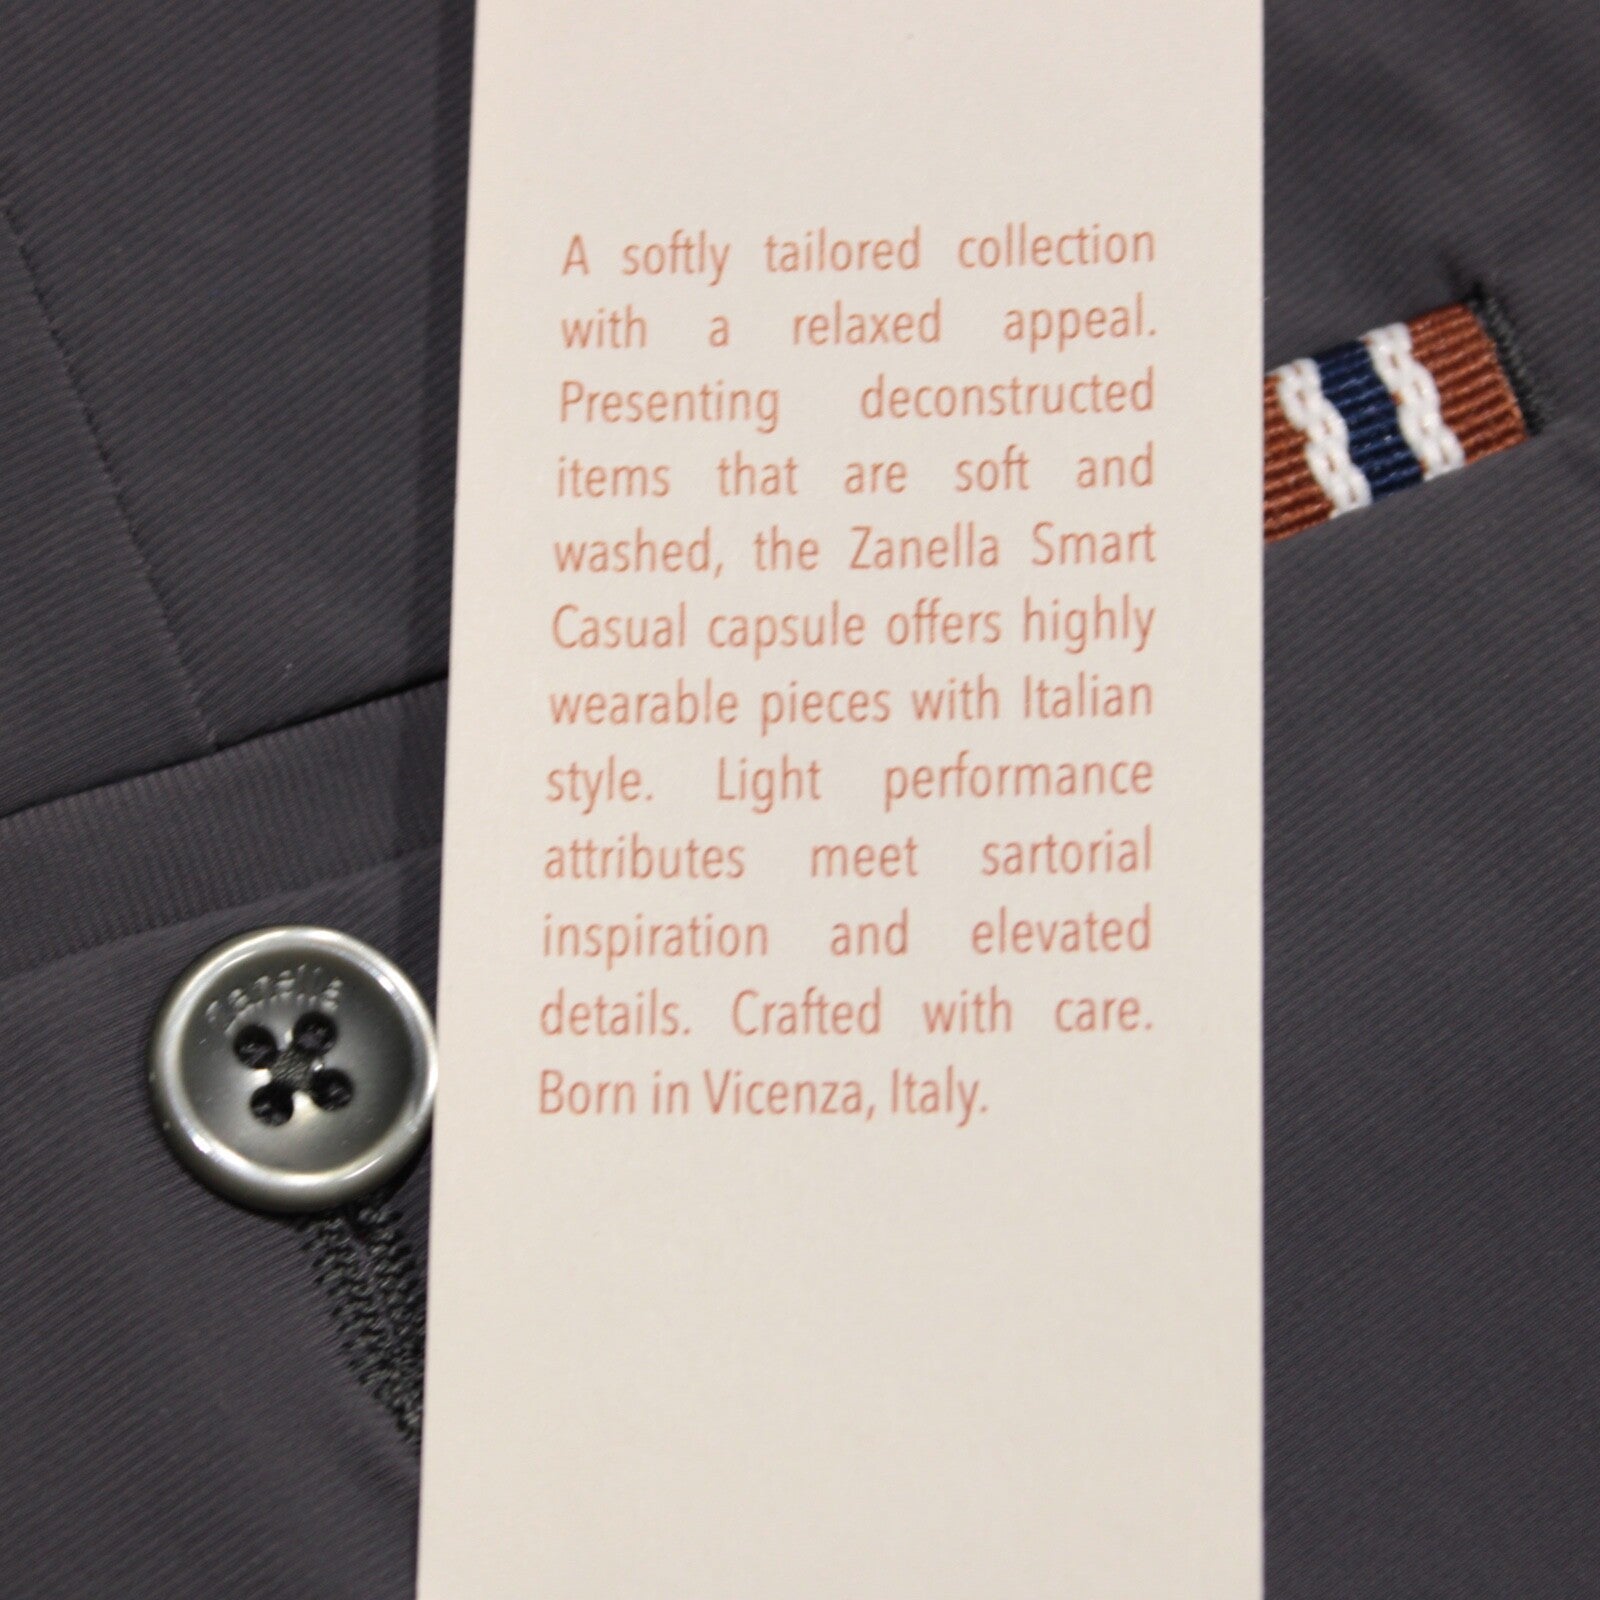 A softly tailored collection
with a relaxed appeal.
Presenting deconstructed
items that are soft and
washed, the Zanella Smart
Casual capsule offers highly
wearable pieces with Italian
style. Light performance
attributes meet sartorial
inspiration and elevated
details. Crafted with care.
Born in Vicenza, Italy.
zanella